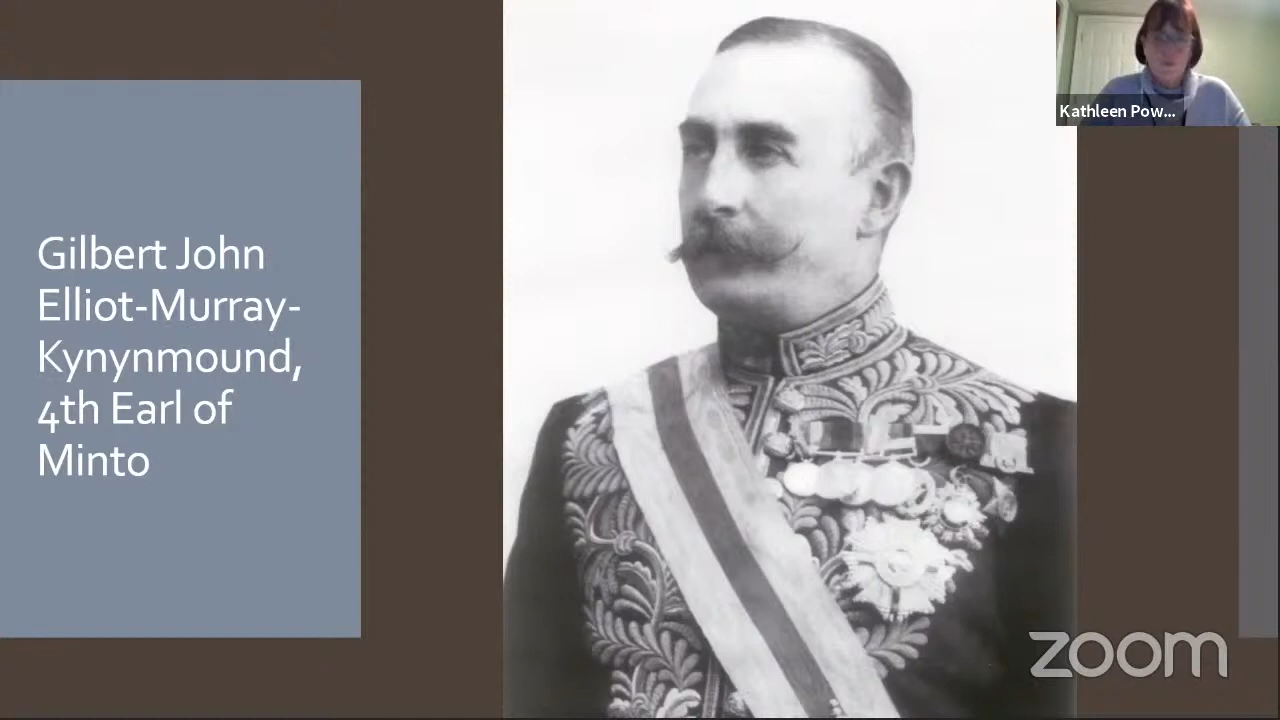 Gilbert John
Elliot-Murray-
Kynynmound,
4th Earl of
Minto
Kathleen Pow...
zoom